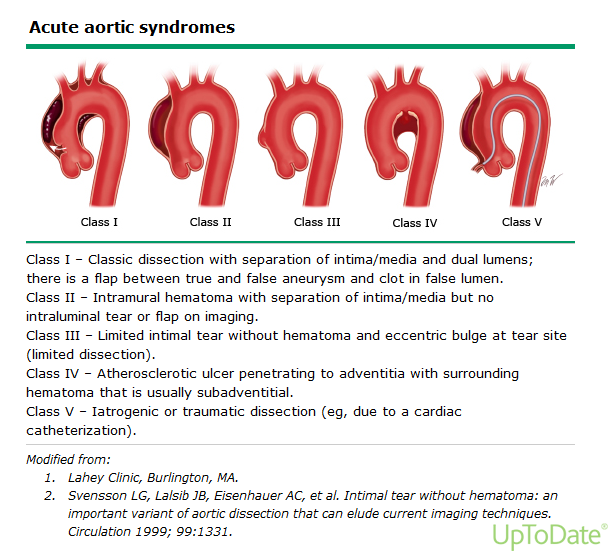 Acute aortic syndromes
Class I
Class II
Class III
Class IV
Class V
Class I – Classic dissection with separation of intima/media and dual lumens;
there is a flap between true and false aneurysm and clot in false lumen.
Class II – Intramural hematoma with separation of intima/media but no
intraluminal tear or flap on imaging.
Class III – Limited intimal tear without hematoma and eccentric bulge at tear site
(limited dissection).
Class IV – Atherosclerotic ulcer penetrating to adventitia with surrounding
hematoma that is usually subadventitial.
Class V – Iatrogenic or traumatic dissection (eg, due to a cardiac
catheterization).
Modified from:
1. Lahey Clinic, Burlington, MA.
2. Svensson LG, Lalsib JB, Eisenhauer AC, et al. Intimal tear without hematoma: an
important variant of aortic dissection that can elude current imaging techniques.
Circulation 1999; 99:1331.
UpToDate®